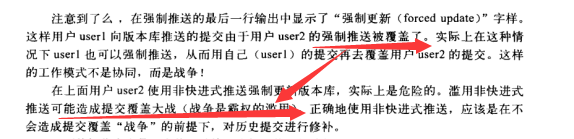 注意到了么，在强制推送的最后一行输出中显示了“强制更新（forced update）”字样。
这样用户user1向版本库推送的提交由于用户user2的强制推送被覆盖了。实际上在这种情
况下user1也可以强制推送，从而用自己（user1）的提交再去覆盖用户user2的提交。这样
的工作模式不是协同，而是战争！
在上面用户user2使用非快进式推送强制更新版本库，实际上是危险的。滥用非快进式
推送可能造成提交覆盖大战（战争是霸权的滥用）。正确地使用非快进式推送，应该是在不
会造成提交覆盖“战争”的前提下，对历史提交进行修补。